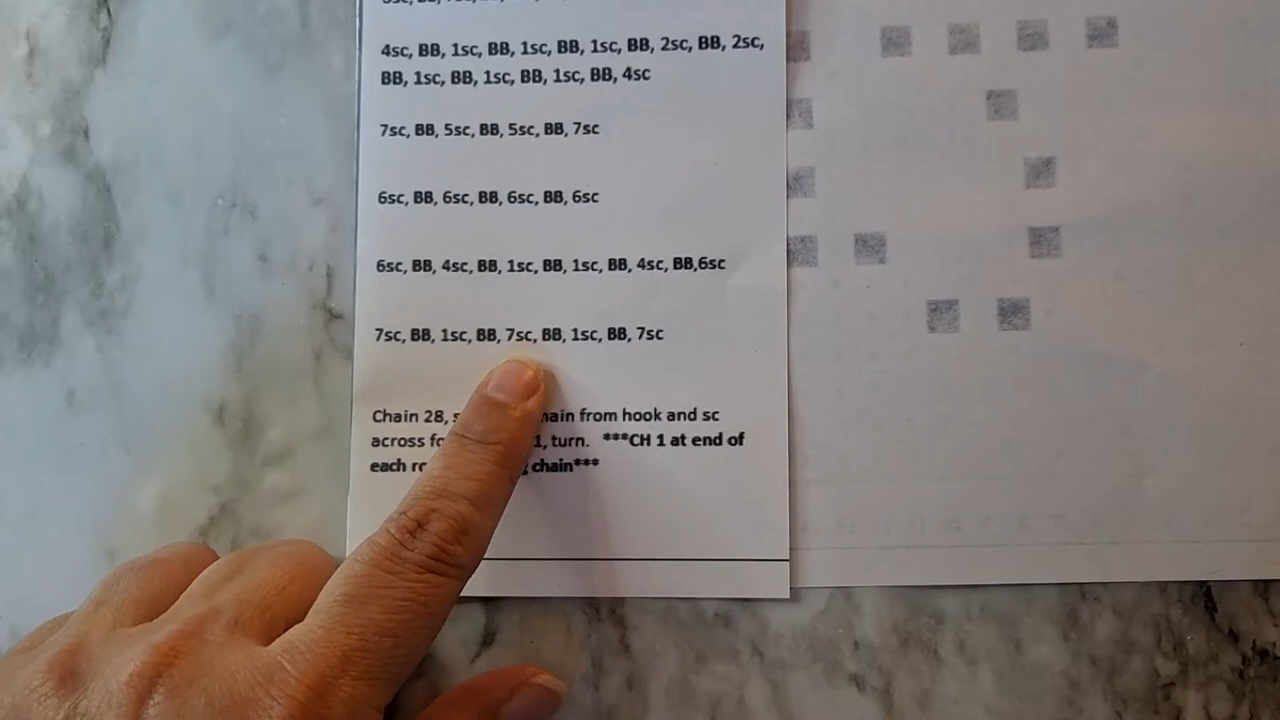 4sc, BB, 1sc, BB, 1sc, BB, 1sc, BB, 2sc, BB, 2sc,
BB, 1sc, BB, 1sc, BB, 1sc, BB, 4sc
7sc, BB, 5sc, BB, 5sc, BB, 7sc
6sc, BB, 6sc, BB, 6sc, BB, 6sc
6sc, BB, 4sc, BB, 1sc, BB, 1sc, BB, 4sc, BB,6sc
7sc, BB, 1sc, BB, 7sc, BB, 1sc, BB, 7sc
Chain 28, from hook and sc
across 1, turn. ***CH 1 at end of
each chain***